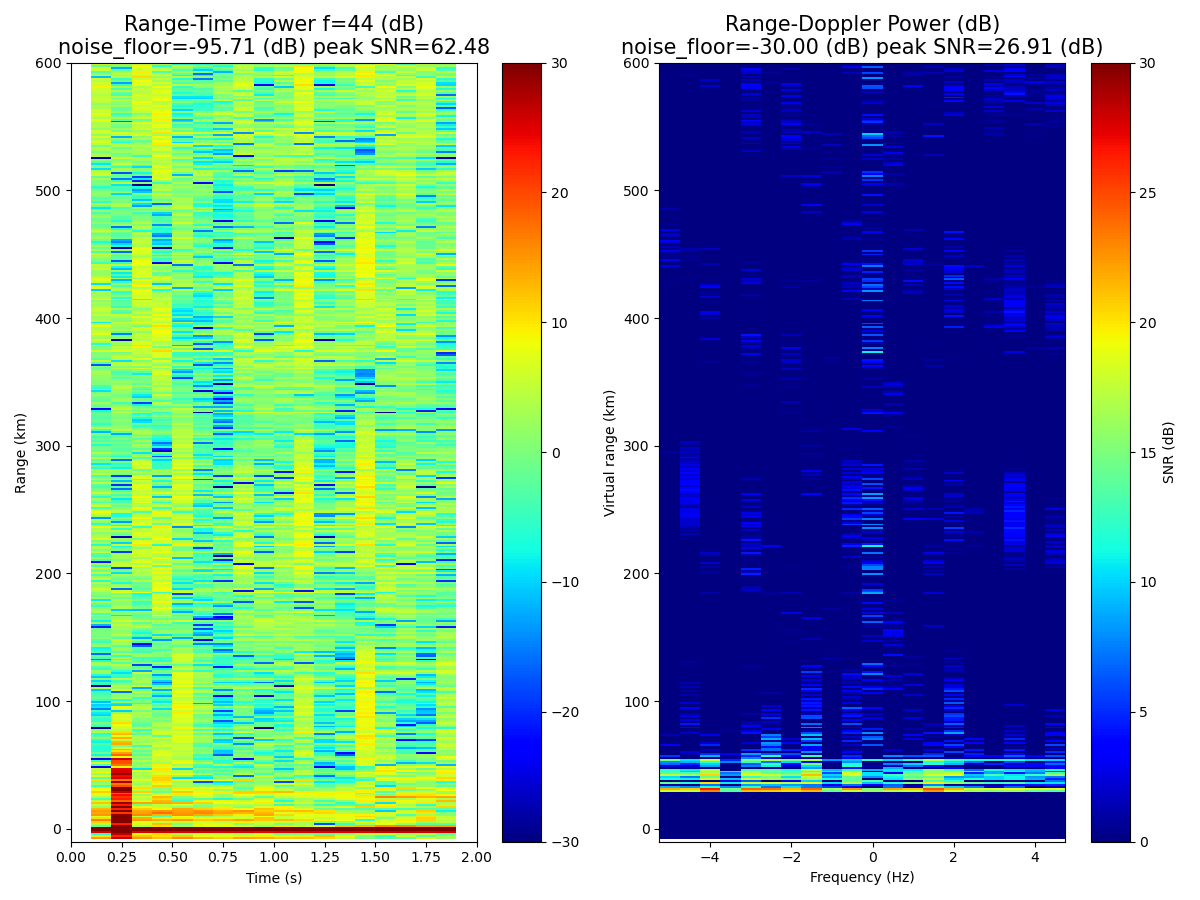 Range-Time Power f=44 (dB)
noise_floor=-95.71 (dB) peak SNR=62.48
Range (km)
600
500
400
300
200
100
0
0.00 0.25 0.50 0.75 1.00 1.25 1.50 1.75 2.00
Time (s)
30
20
10
0
−10
−20
−30
Range-Doppler Power (dB)
noise_floor=-30.00 (dB) peak SNR=26.91 (dB)
Virtual range (km)
600
500
400
300
200
100
0
−4 −2 0 2 4
Frequency (Hz)
30
25
20
15
10
5
0
SNR (dB)